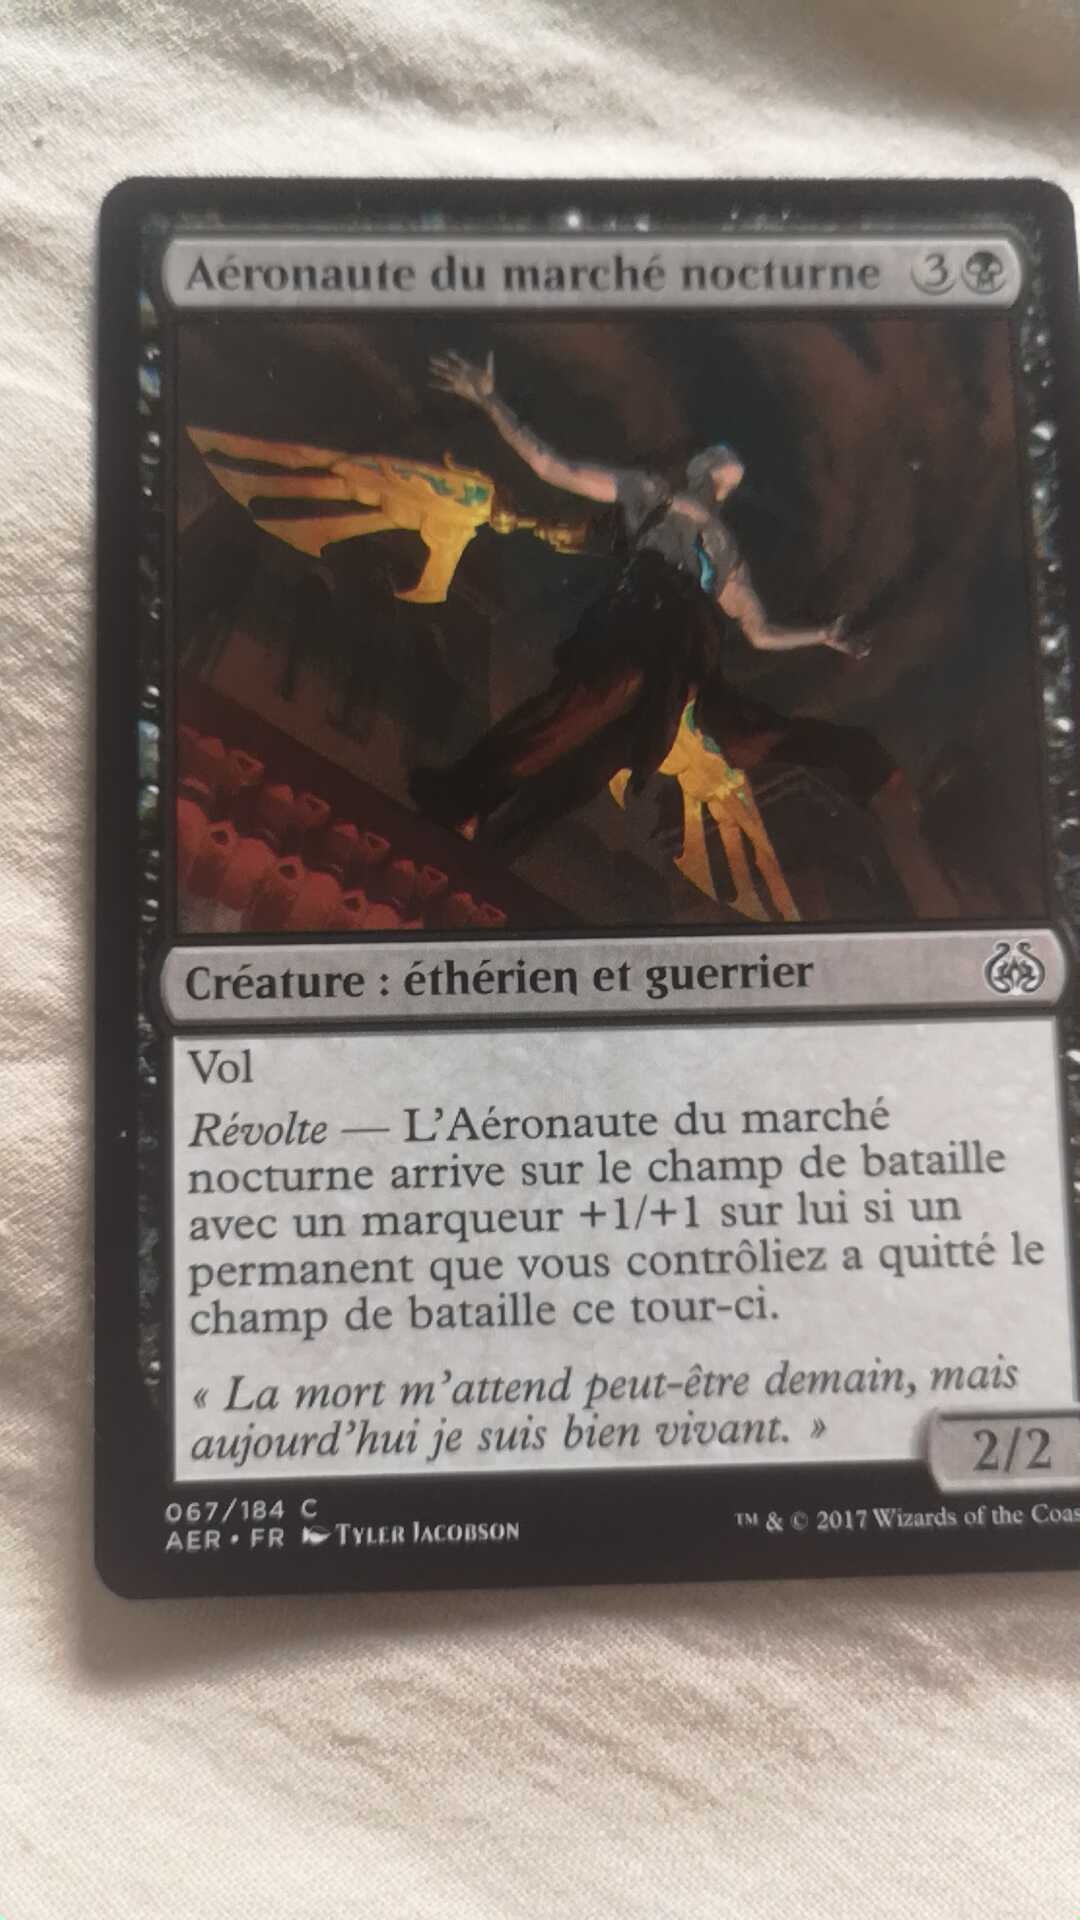 Aéronaute du marché nocturne 3
Créature : éthérien et guerrier
Vol
Révolte — L'Aéronaute du marché
nocturne arrive sur le champ de bataille
avec un marqueur +1/+1 sur lui si un
permanent que vous contrôliez a quitté le
champ de bataille ce tour-ci.
« La mort m'attend peut-être demain, mais
aujourd'hui je suis bien vivant. »
2/2
067/184 C
AER • FR TYLER JACOBSON
™ & © 2017 Wizards of the Coas